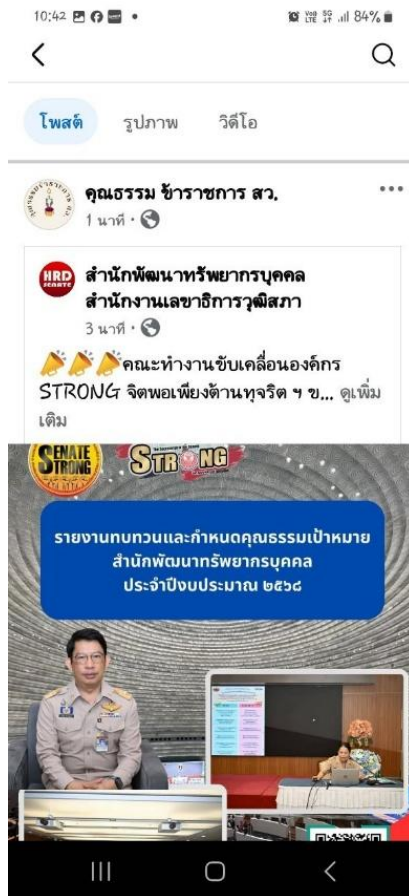 10:42
84%
โพสต์ รูปภาพ วิดีโอ
คุณธรรม ข้าราชการ สว.
1 นาที ·
HRD
SENATE
สำนักพัฒนาทรัพยากรบุคคล
สำนักงานเลขาธิการวุฒิสภา
3 นาที ·
คณะทำงานขับเคลื่อนองค์กร
STRONG จิตพอเพียงต้านทุจริต ฯ ข... ดูเพิ่ม
เติม
SENATE
STRONG
STRONG
รายงานทบทวนและกำหนดคุณธรรมเป้าหมาย
สำนักพัฒนาทรัพยากรบุคคล
ประจำปีงบประมาณ ๒๕๖๘